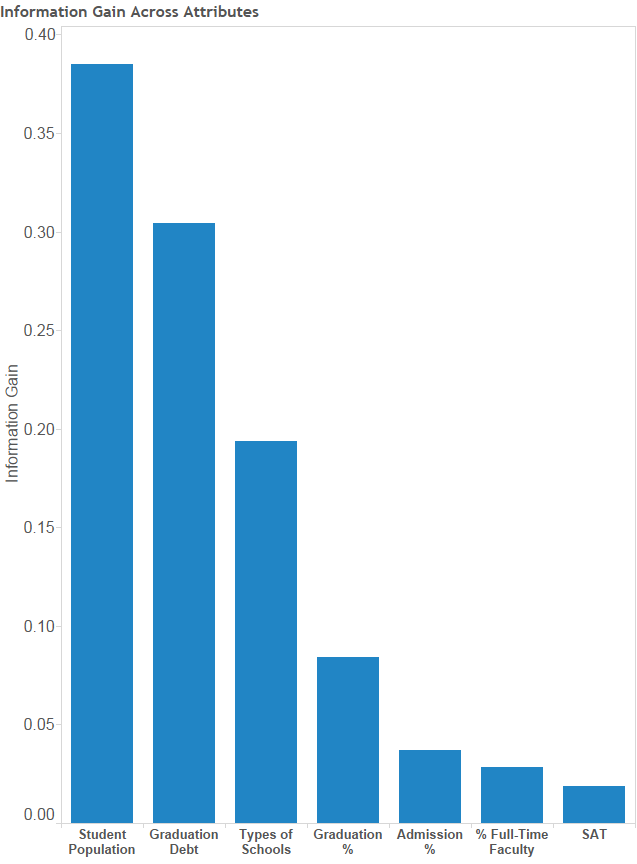 Information Gain Across Attributes
0.40
0.35
0.30
0.25
0.20
0.15
0.10
0.05
0.00
Information Gain
Student
Population
Graduation
Debt
Types of
Schools
Graduation
%
Admission
%
% Full-Time
Faculty
SAT